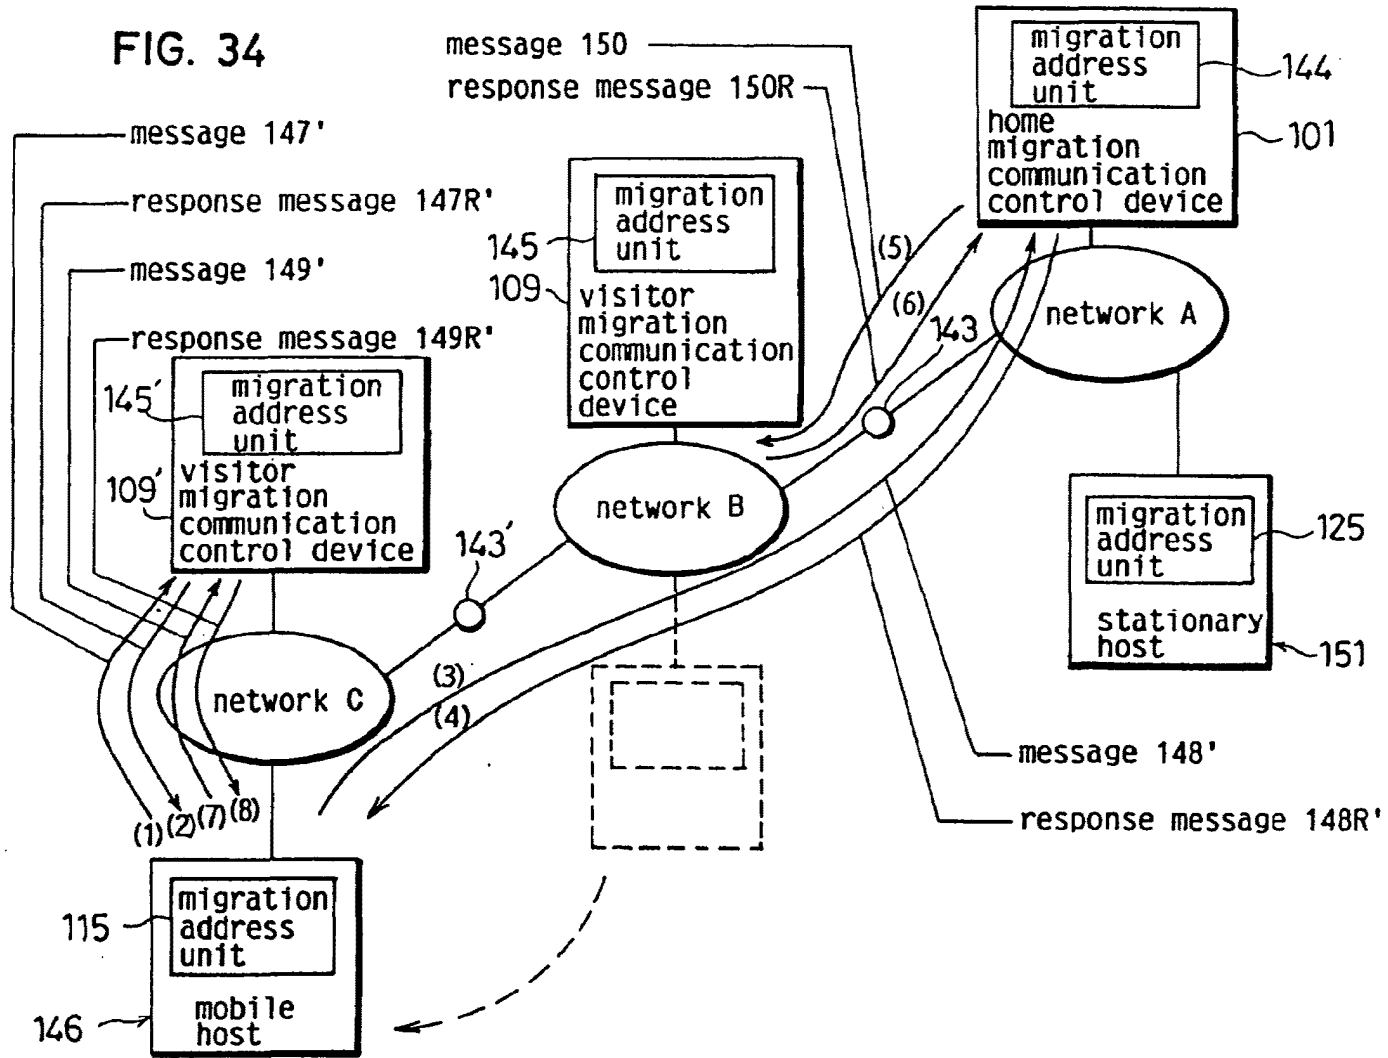 FIG. 34
message 150
response message 150R
migration
address
unit
144
home
migration
communication
control device
101
message 147'
response message 147R'
message 149'
response message 149R'
migration
address
unit
145
109
visitor
migration
communication
control
device
(5)
(6)
143
network A
145'
migration
address
unit
109'
visitor
migration
communication
control device
network B
143'
migration
address
unit
125
stationary
host
151
network C
(3)
(4)
(1)
(2)
(7)
(8)
message 148'
response message 148R'
migration
address
unit
115
mobile
host
146